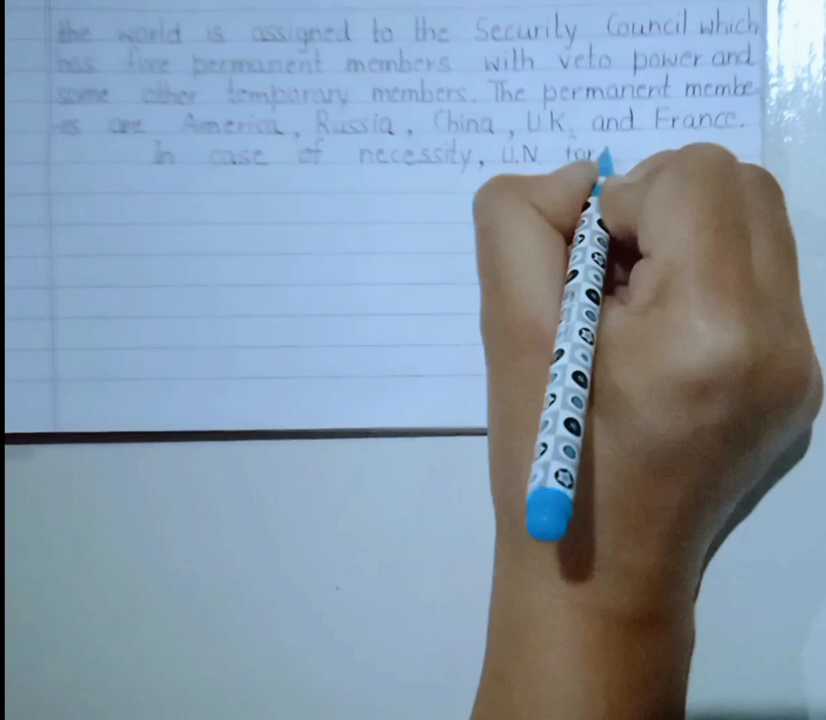 the world is assigned to the Security Council which
has five permanent members with veto power and
some other temporary members. The permanent membe
rs are America, Russia, China, U.K. and France.
In case of necessity, U.N. for